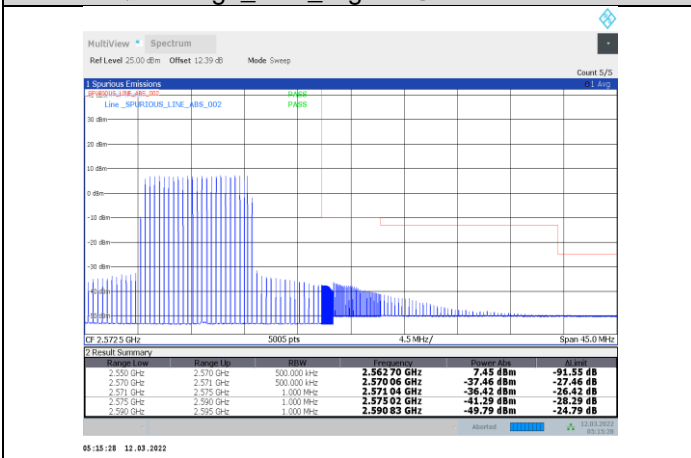 MultiView Spectrum
Ref Level 25.00 dBm Offset 12.39 dB Mode Sweep
Count 5/5
1 Spurious Emissions
1 Avg
SPURIOUS_LINE_ABS_002 PASS
Line _SPURIOUS_LINE_ABS_002 PASS
30 dBm
20 dBm
10 dBm
0 dBm
-10 dBm
-20 dBm
-30 dBm
CF 2.5725 GHz 5005 pts 4.5 MHz/ Span 45.0 MHz
2 Result Summary
Range Low Range Up RBW Frequency Power Abs ΔLimit
2.550 GHz 2.570 GHz 500.000 kHz 2.562 70 GHz 7.45 dBm -91.55 dB
2.570 GHz 2.571 GHz 500.000 kHz 2.570 06 GHz -37.46 dBm -27.46 dB
2.571 GHz 2.575 GHz 1.000 MHz 2.571 04 GHz -36.42 dBm -26.42 dB
2.575 GHz 2.590 GHz 1.000 MHz 2.575 02 GHz -41.29 dBm -28.29 dB
2.590 GHz 2.595 GHz 1.000 MHz 2.590 83 GHz -49.79 dBm -24.79 dB
Aborted 12.03.2022
05:15:28
05:15:28 12.03.2022